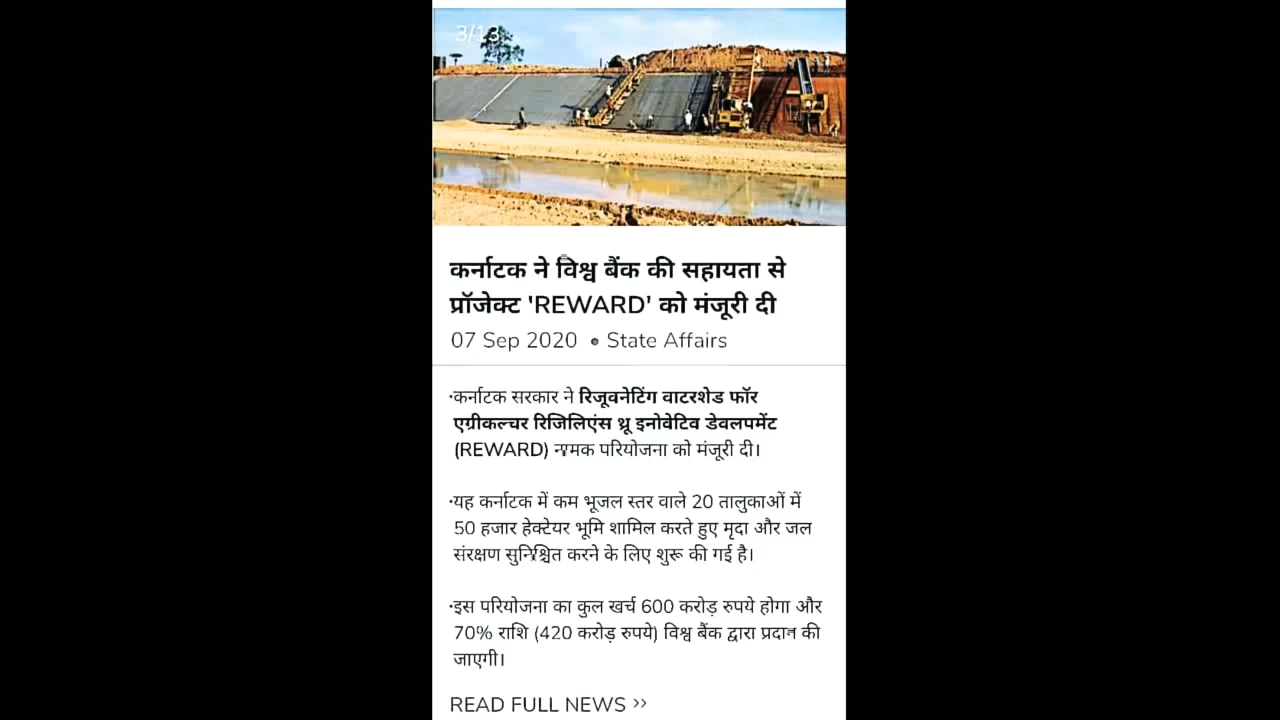 3/13
कर्नाटक ने विश्व बैंक की सहायता से
प्रॉजेक्ट 'REWARD' को मंजूरी दी
07 Sep 2020 • State Affairs
·कर्नाटक सरकार ने रिजूवनेटिंग वाटरशेड फॉर
एग्रीकल्चर रिजिलिएंस थ्रू इनोवेटिव डेवलपमेंट
(REWARD) नामक परियोजना को मंजूरी दी।
·यह कर्नाटक में कम भूजल स्तर वाले 20 तालुकाओं में
50 हजार हेक्टेयर भूमि शामिल करते हुए मृदा और जल
संरक्षण सुनिश्चित करने के लिए शुरू की गई है।
·इस परियोजना का कुल खर्च 600 करोड़ रुपये होगा और
70% राशि (420 करोड़ रुपये) विश्व बैंक द्वारा प्रदान की
जाएगी।
READ FULL NEWS >>